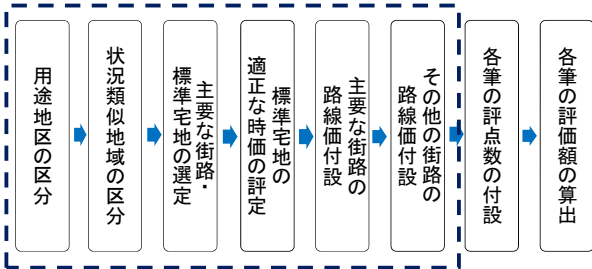 用途地区の区分
状況類似地域の区分
主要な街路・
標準宅地の選定
標準宅地の
適正な時価の評定
主要な街路の
路線価付設
その他の街路の
路線価付設
各筆の評点数の付設
各筆の評価額の算出